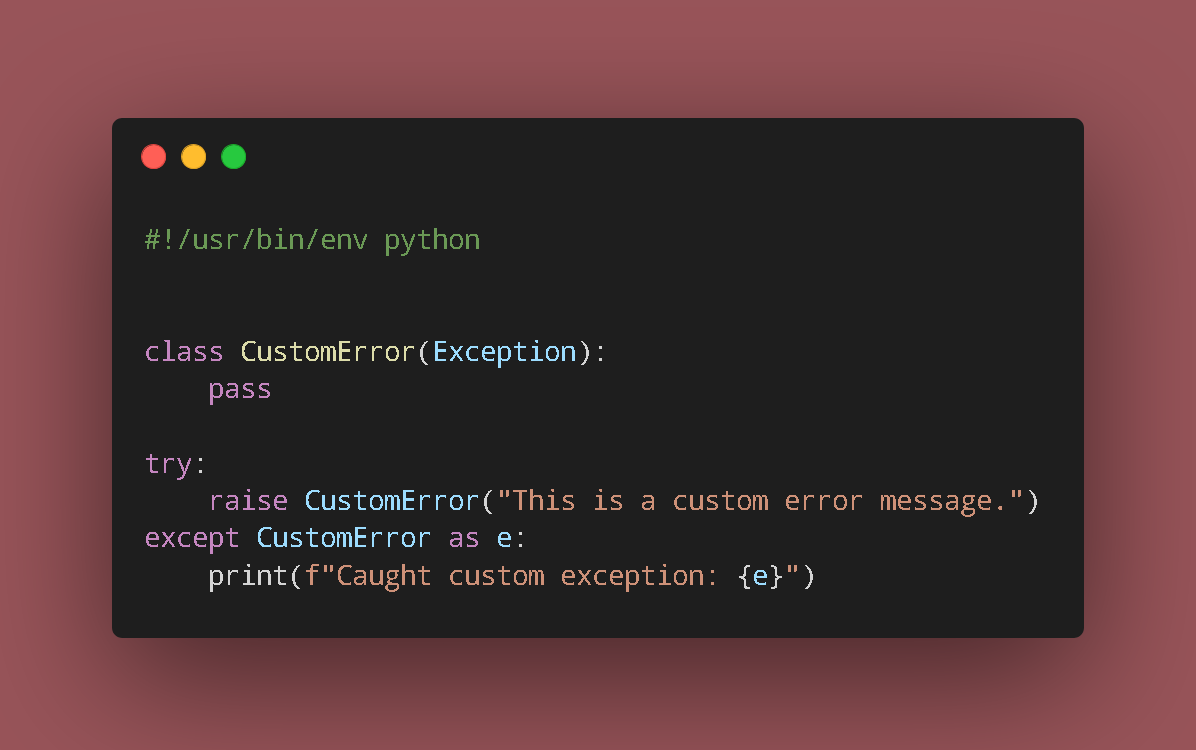 #!/usr/bin/env python
class CustomError(Exception):
    pass
try:
    raise CustomError("This is a custom error message.")
except CustomError as e:
    print(f"Caught custom exception: {e}")